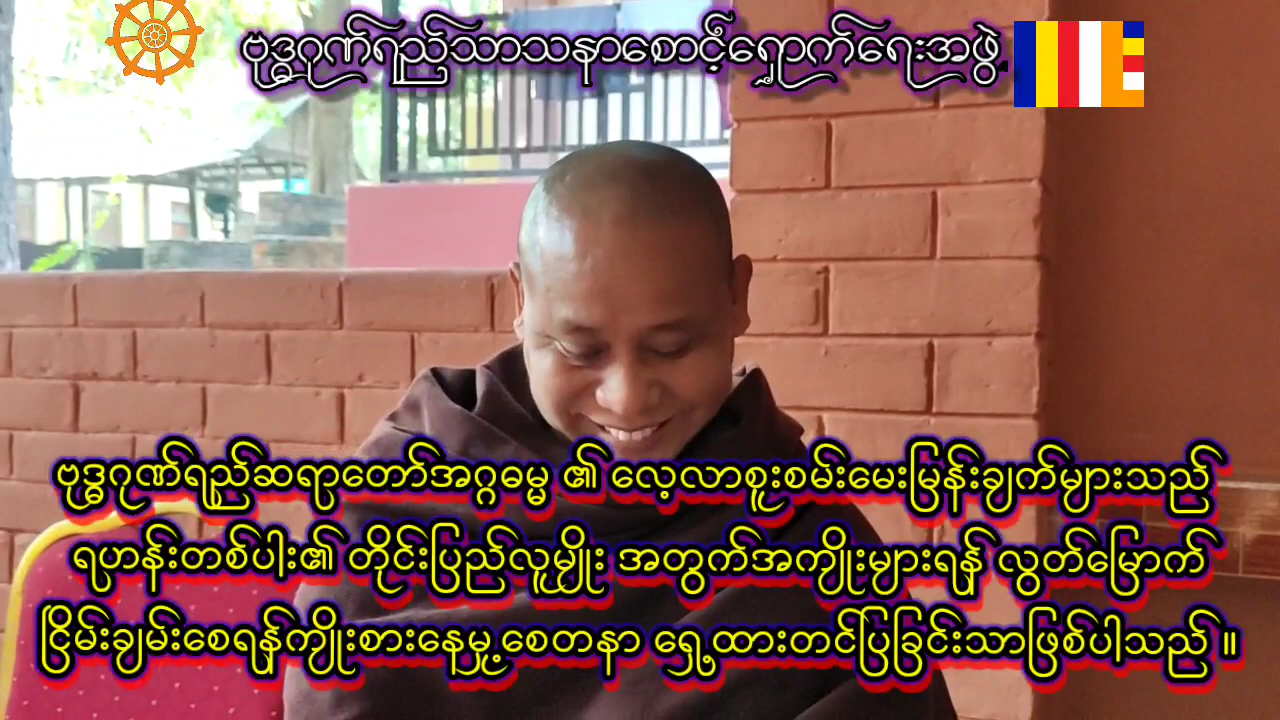 ဗုဒ္ဓဂုဏ်ရည်သာသနာစောင့်ရှောက်ရေးအဖွဲ့
ဗုဒ္ဓဂုဏ်ရည်ဆရာတော်အဂ္ဂဓမ္မ ၏ လေ့လာစူးစမ်းမေးမြန်းချက်များသည်
ရဟန်းတစ်ပါး၏ တိုင်းပြည်လူမျိုး အတွက်အကျိုးများရန် လွတ်မြောက်
ငြိမ်းချမ်းစေရန်ကျိုးစားနေမှု့စေတနာ ရှေ့ထားတင်ပြခြင်းသာဖြစ်ပါသည် ။